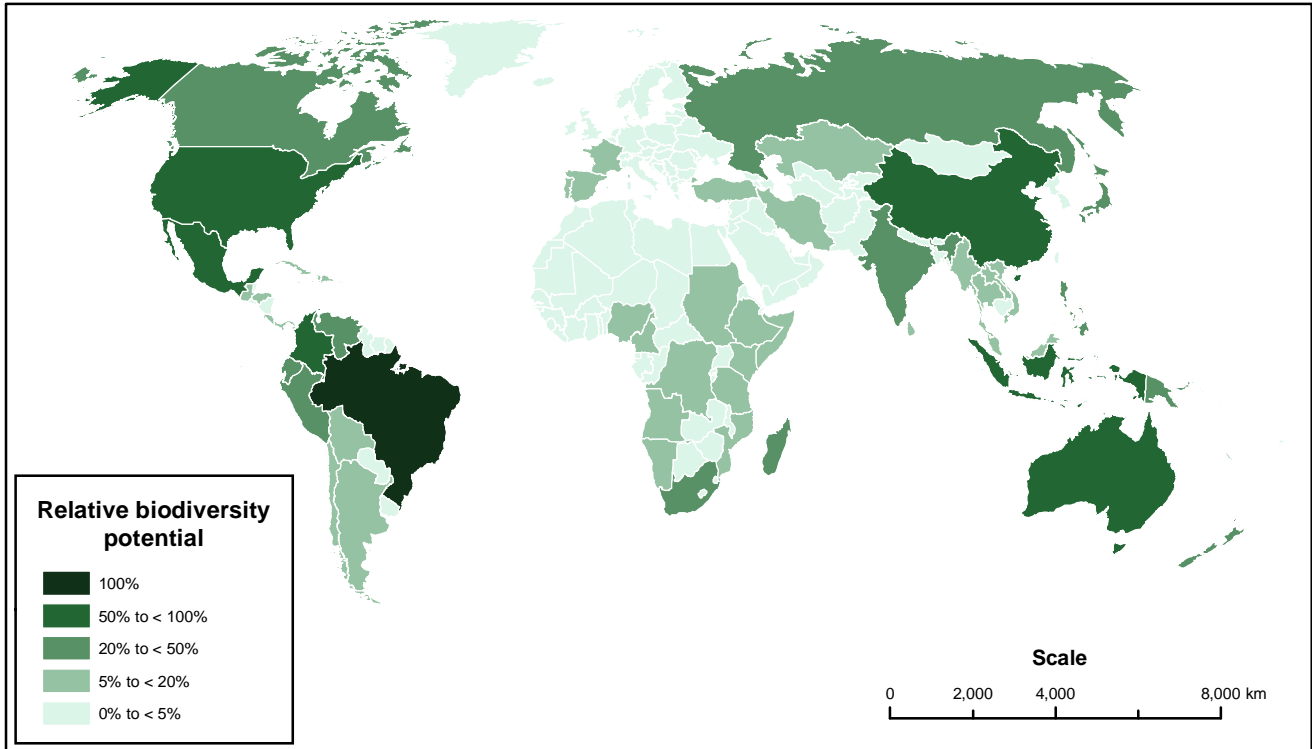 Relative biodiversity
potential
100%
50% to < 100%
20% to < 50%
5% to < 20%
0% to < 5%
Scale
0 2,000 4,000 8,000 km